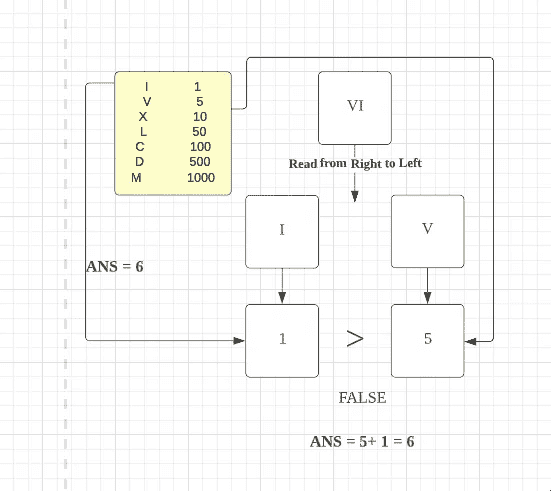 I 1
V 5
X 10
L 50
C 100
D 500
M 1000
VI
Read from Right to Left
I
V
ANS = 6
1 > 5
FALSE
ANS = 5+ 1 = 6